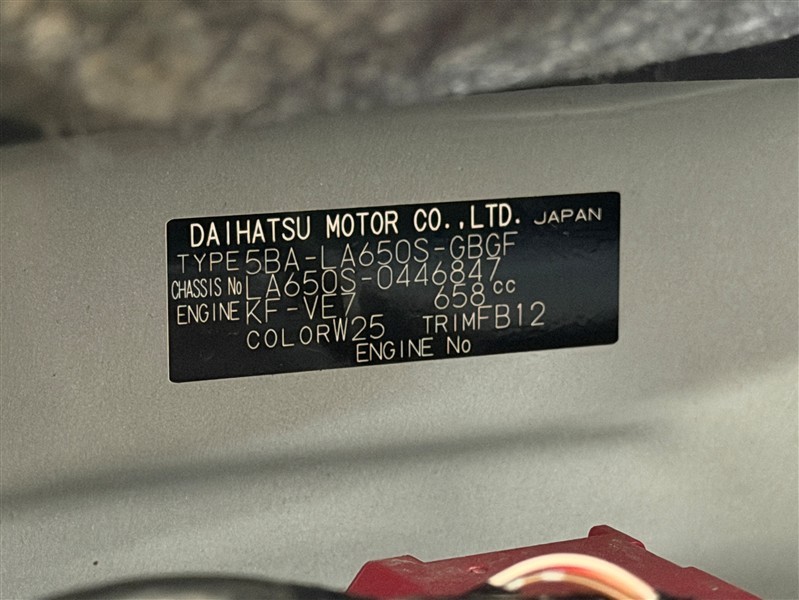 DAIHATSU MOTOR CO.,LTD. JAPAN
TYPE 5BA-LA650S-GBGF
CHASSIS No LA650S-0446847
ENGINE KF-VE7 658cc
COLOR W25 TRIM FB12
ENGINE No